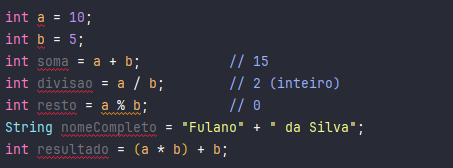 int a = 10;
int b = 5;
int soma = a + b;            // 15
int divisao = a / b;         // 2 (inteiro)
int resto = a % b;           // 0
String nomeCompleto = "Fulano" + " da Silva";
int resultado = (a * b) + b;